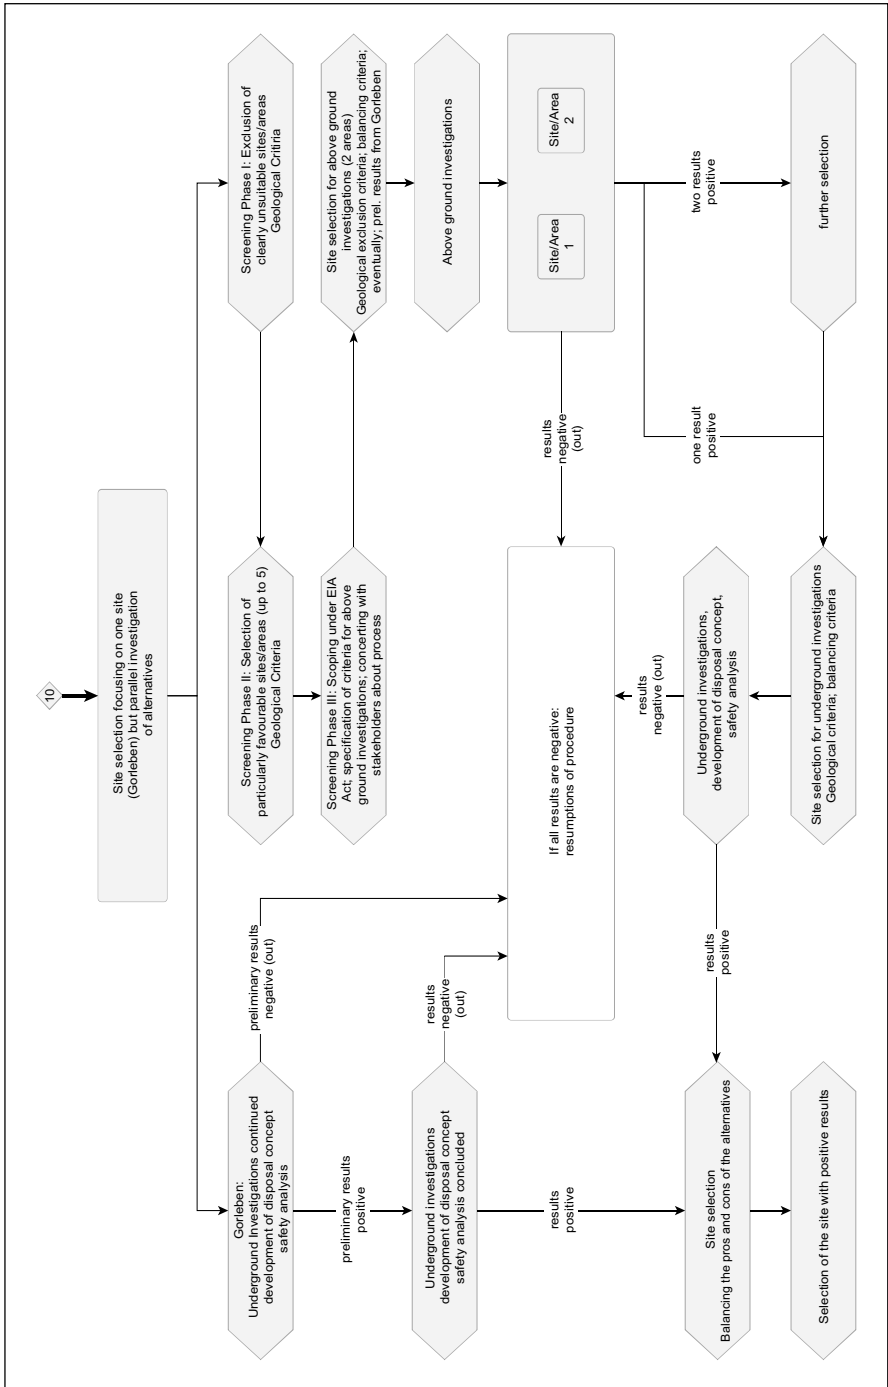 10
Site selection focusing on one site
(Gorleben) but parallel investigation
of alternatives
Gorleben:
Underground Investigations continued
development of disposal concept
safety analysis
preliminary results
negative (out)
Screening Phase II: Selection of
particularly favourable sites/areas (up to 5)
Geological Criteria
Screening Phase I: Exclusion of
clearly unsuitable sites/areas
Geological Critiria
preliminary results
positive
Screening Phase III: Scoping under EIA
Act; specification of criteria for above
ground investigations; concerting with
stakeholders about process
Site selection for above ground
investigations (2 areas)
Geological exclusion criteria; balancing criteria;
eventually; prel. results from Gorleben
Underground investigations
development of disposal concept
safety analysis concluded
results
negative
(out)
Above ground investigations
results
positive
If all results are negative:
resumptions of procedure
results
negative
(out)
Site/Area
1
Site/Area
2
results
negative (out)
one result
positive
two results
positive
Site selection
Balancing the pros and cons of the alternatives
results
positive
Underground investigations,
development of disposal concept,
safety analysis
Selection of the site with positive results
Site selection for underground investigations
Geological criteria; balancing criteria
further selection